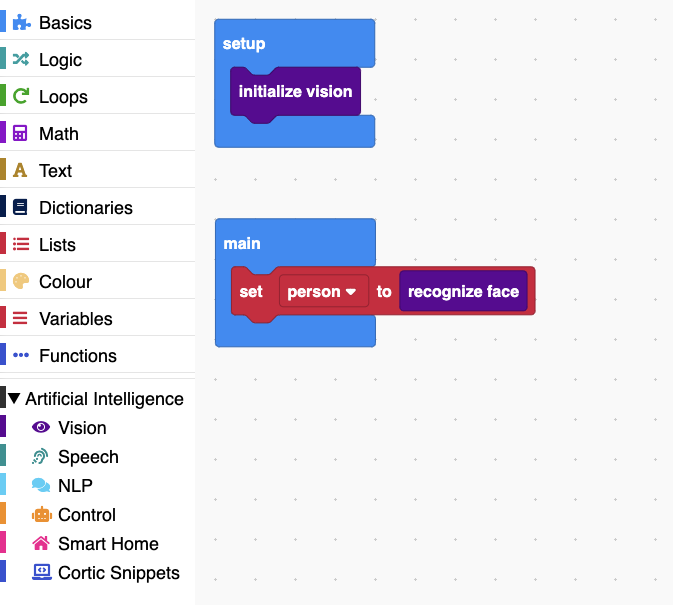 Basics
Logic
Loops
Math
A Text
Dictionaries
Lists
Colour
Variables
Functions
Artificial Intelligence
Vision
Speech
NLP
Control
Smart Home
Cortic Snippets
setup
initialize vision
main
set person to recognize face